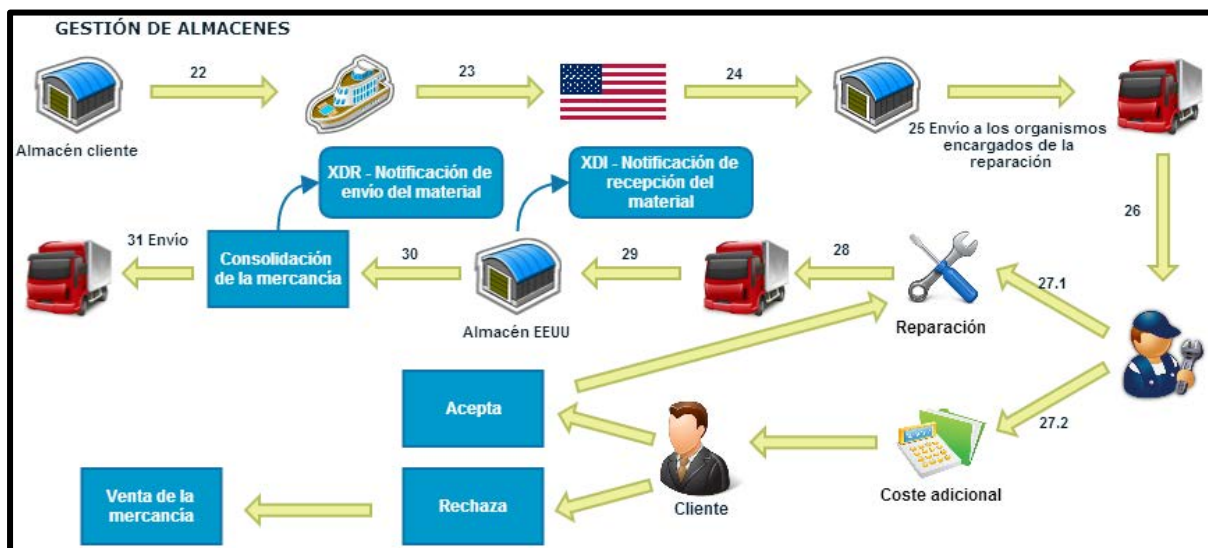 GESTIÓN DE ALMACENES
22
23
24
Almacén cliente
25 Envío a los organismos
encargados de la
reparación
XDR - Notificación de
envío del material
XDI - Notificación de
recepción del
material
26
31 Envío
Consolidación
de la mercancía
30
29
28
27.1
Almacén EEUU
Reparación
Acepta
27.2
Venta de la
mercancía
Rechaza
Cliente
Coste adicional